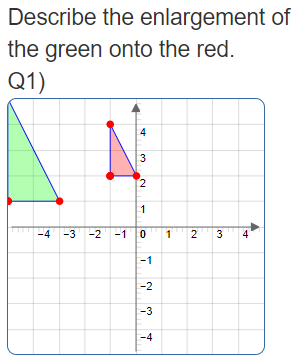 Describe the enlargement of
the green onto the red.
Q1)
4
3
2
1
-4 -3 -2 -1 0 1 2 3 4
-1
-2
-3
-4